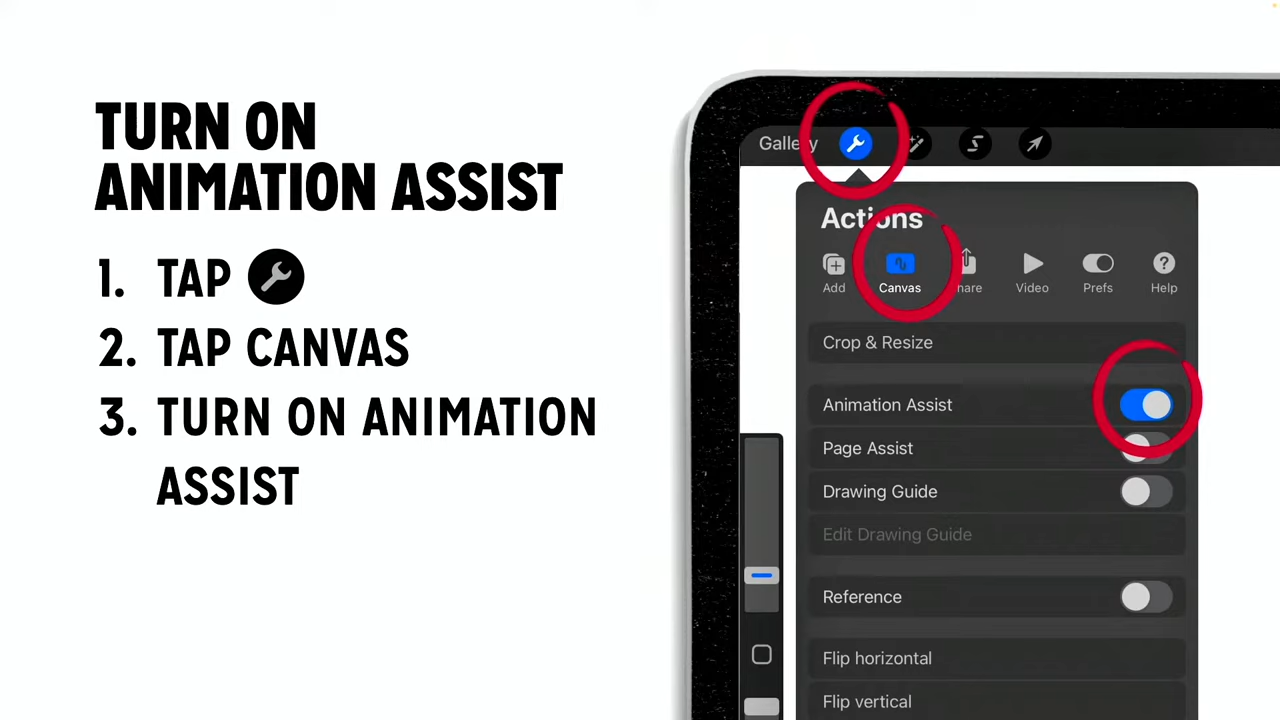 TURN ON
ANIMATION ASSIST
1. TAP
2. TAP CANVAS
3. TURN ON ANIMATION
ASSIST
Gallery
Actions
Add Canvas Share Video Prefs Help
Crop & Resize
Animation Assist
Page Assist
Drawing Guide
Edit Drawing Guide
Reference
Flip horizontal
Flip vertical